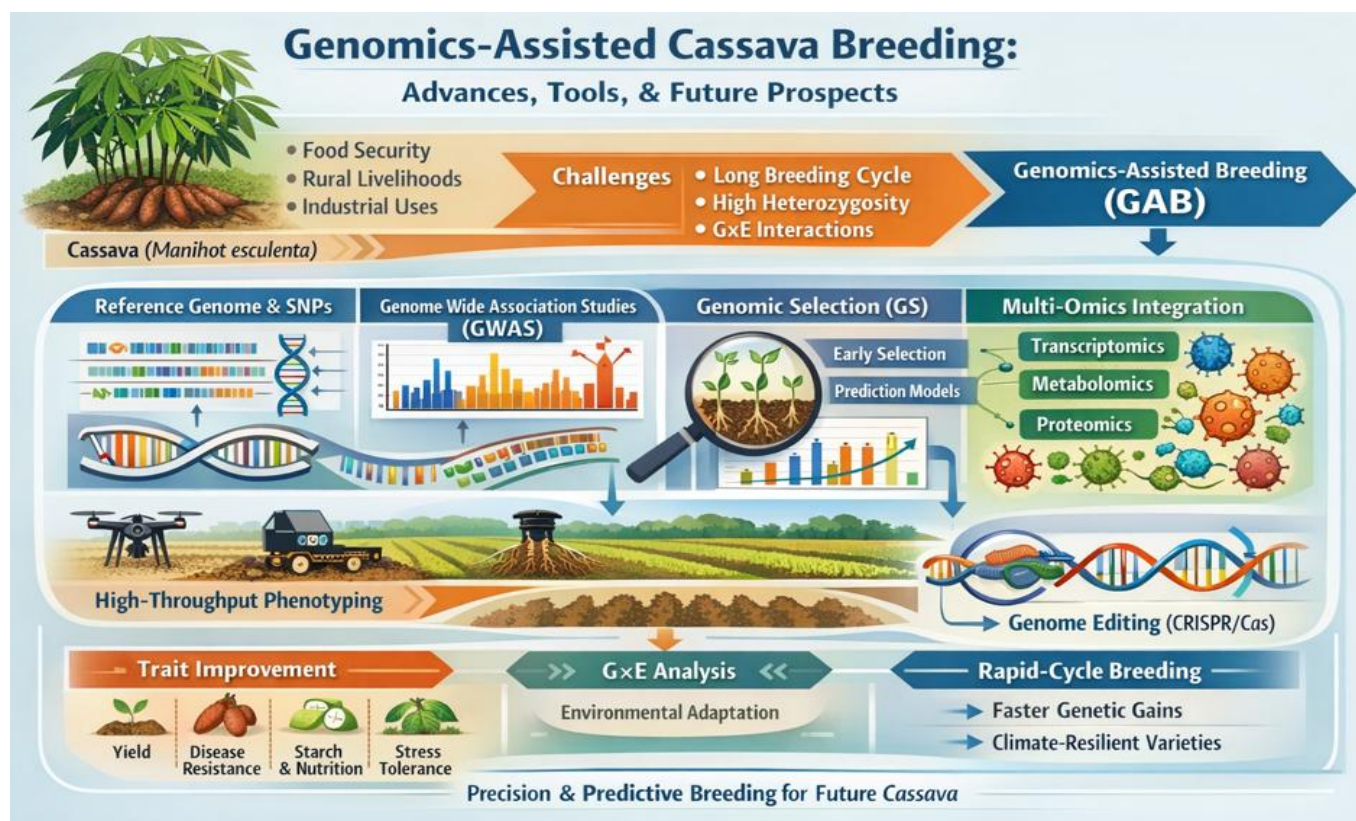 Genomics-Assisted Cassava Breeding:
Advances, Tools, & Future Prospects
• Food Security
• Rural Livelihoods
• Industrial Uses
Challenges
• Long Breeding Cycle
• High Heterozygosity
• GxE Interactions
Genomics-Assisted Breeding
(GAB)
Cassava (Manihot esculenta)
Reference Genome & SNPs
Genome Wide Association Studies
(GWAS)
Genomic Selection (GS)
Early Selection
Prediction Models
Multi-Omics Integration
Transcriptomics
Metabolomics
Proteomics
High-Throughput Phenotyping
Genome Editing (CRISPR/Cas)
Trait Improvement
Yield
Disease
Resistance
Starch
& Nutrition
Stress
Tolerance
G×E Analysis
Environmental Adaptation
Rapid-Cycle Breeding
Faster Genetic Gains
Climate-Resilient Varieties
Precision & Predictive Breeding for Future Cassava